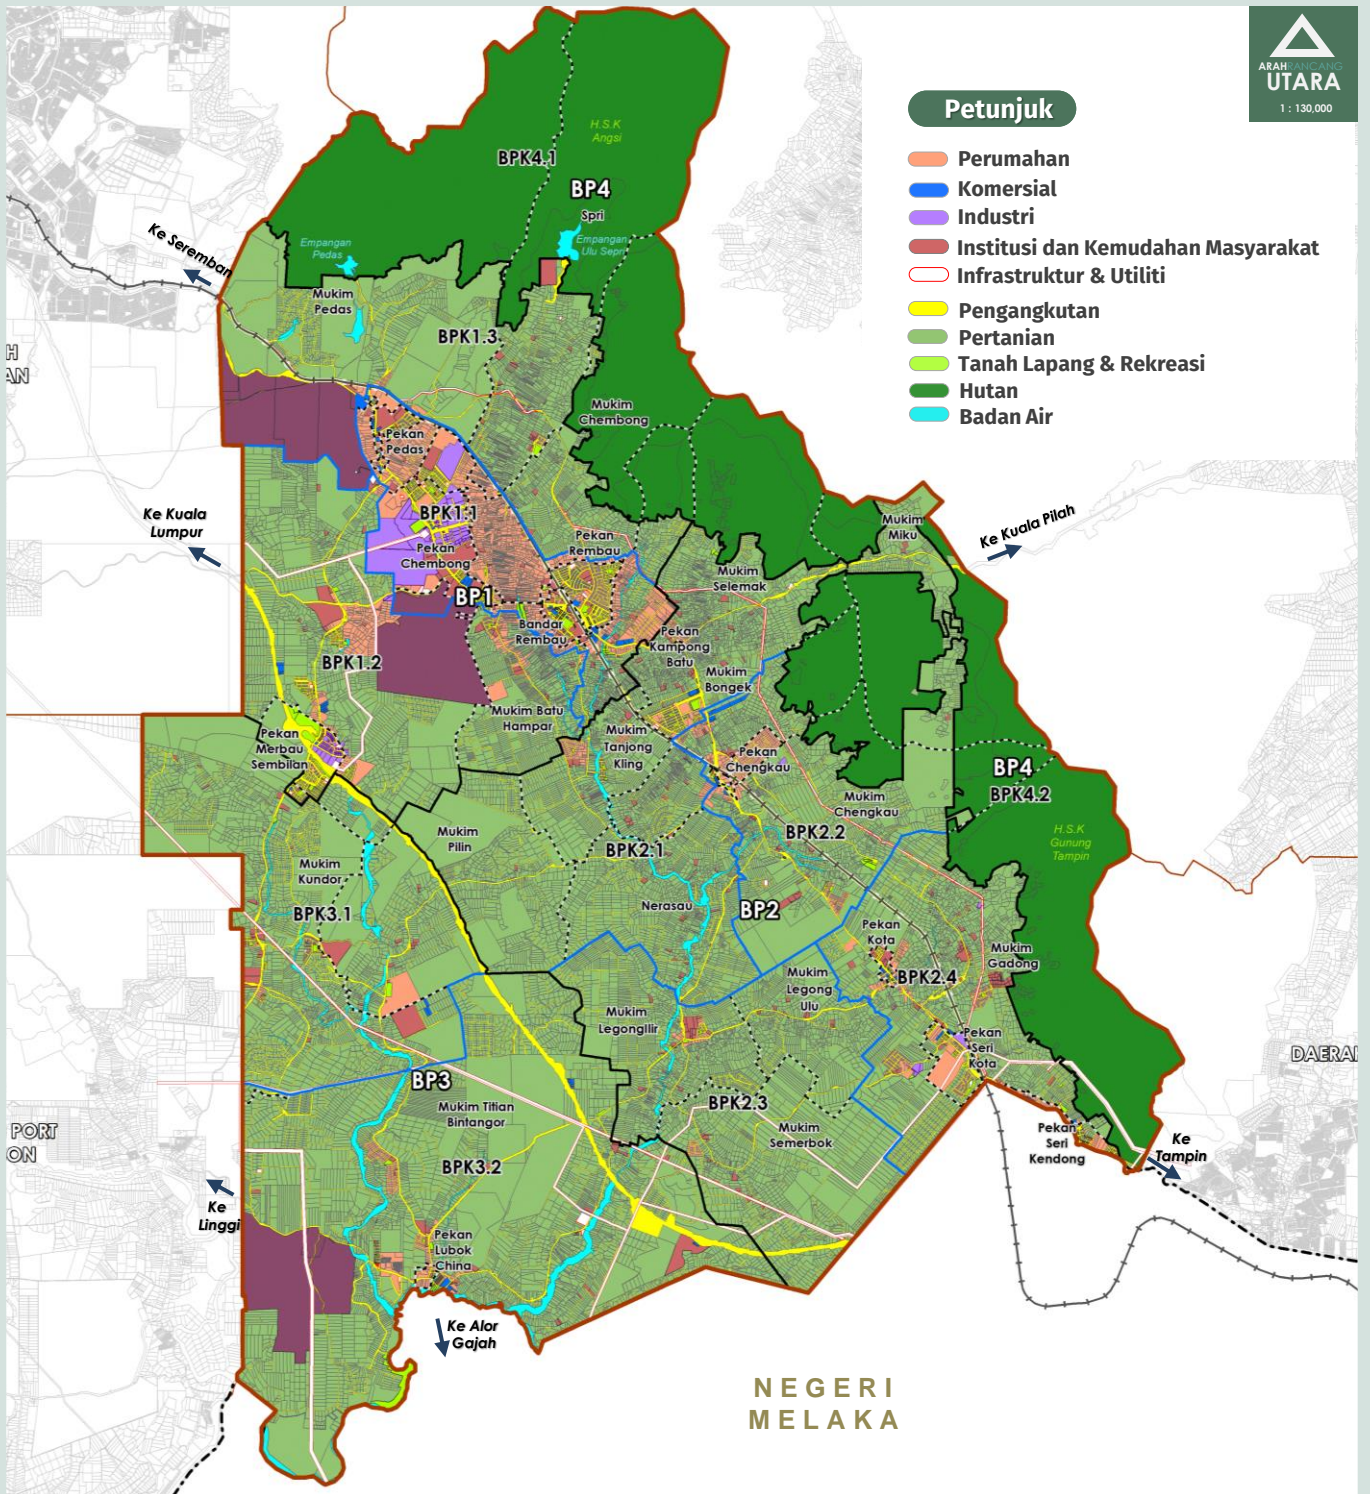 ARAHRANCANG
UTARA
1 : 130,000
Petunjuk
Perumahan
Komersial
Industri
Institusi dan Kemudahan Masyarakat
Infrastruktur & Utiliti
Pengangkutan
Pertanian
Tanah Lapang & Rekreasi
Hutan
Badan Air
H.S.K
Angsi
BPK4.1
BP4
Spri
Empangan
Ulu Sepri
Empangan
Pedas
Ke Seremban
Mukim
Pedas
BPK1.3
Mukim
Chembong
Pekan
Pedas
Ke Kuala
Lumpur
BPK1.1
Pekan
Chembong
Pekan
Rembau
Mukim
Miku
Ke Kuala Pilah
Mukim
Selemak
BP1
Bandar
Rembau
Pekan
Kampong
Batu
BPK1.2
Mukim
Bongek
Mukim Batu
Hampar
Pekan
Merbau
Sembilan
Mukim
Tanjong
Kling
Pekan
Chengkau
BP4
BPK4.2
Mukim
Chengkau
Mukim
Pilin
BPK2.2
H.S.K
Gunung
Tampin
BPK2.1
Mukim
Kundor
Nerasau
BP2
BPK3.1
Pekan
Kota
Mukim
Gadong
BPK2.4
Mukim
Legong
Ulu
Mukim
LegongIlir
Pekan
Seri
Kota
DAERAH
BP3
Mukim Titian
Bintangor
BPK2.3
Mukim
Semerbok
Pekan
Seri
Kendong
Ke
Tampin
PORT
ON
BPK3.2
Ke
Linggi
Pekan
Lubok
China
Ke Alor
Gajah
NEGERI
MELAKA